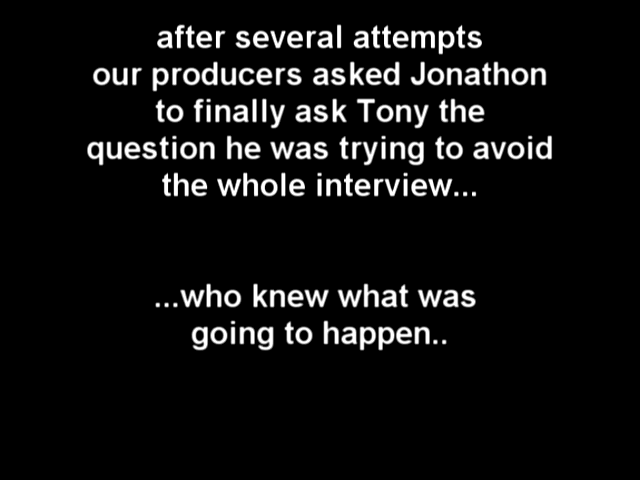 after several attempts
our producers asked Jonathon
to finally ask Tony the
question he was trying to avoid
the whole interview...
...who knew what was
going to happen..